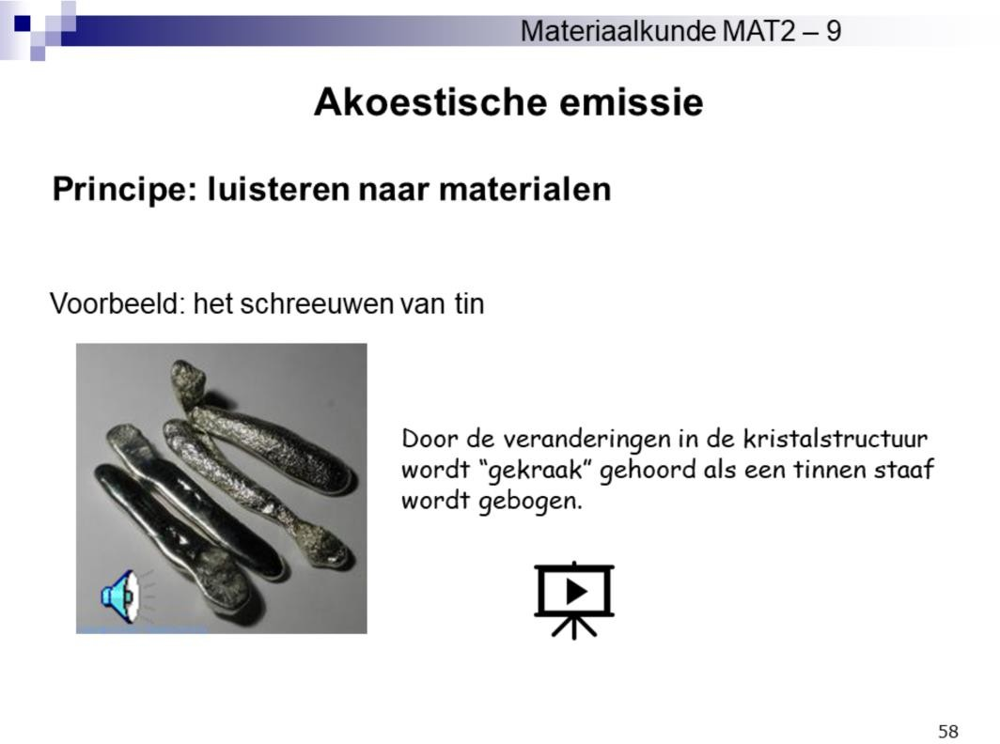 Materiaalkunde MAT2 – 9
Akoestische emissie
Principe: luisteren naar materialen
Voorbeeld: het schreeuwen van tin
Door de veranderingen in de kristalstructuur
wordt “gekraak” gehoord als een tinnen staaf
wordt gebogen.
58